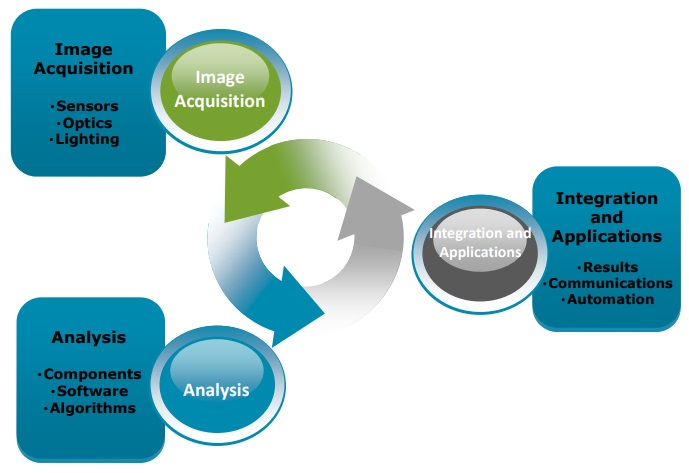 Image
Acquisition
·Sensors
·Optics
·Lighting
Image
Acquisition
Integration
and
Applications
·Results
·Communications
·Automation
Integration and
Applications
Analysis
·Components
·Software
·Algorithms
Analysis